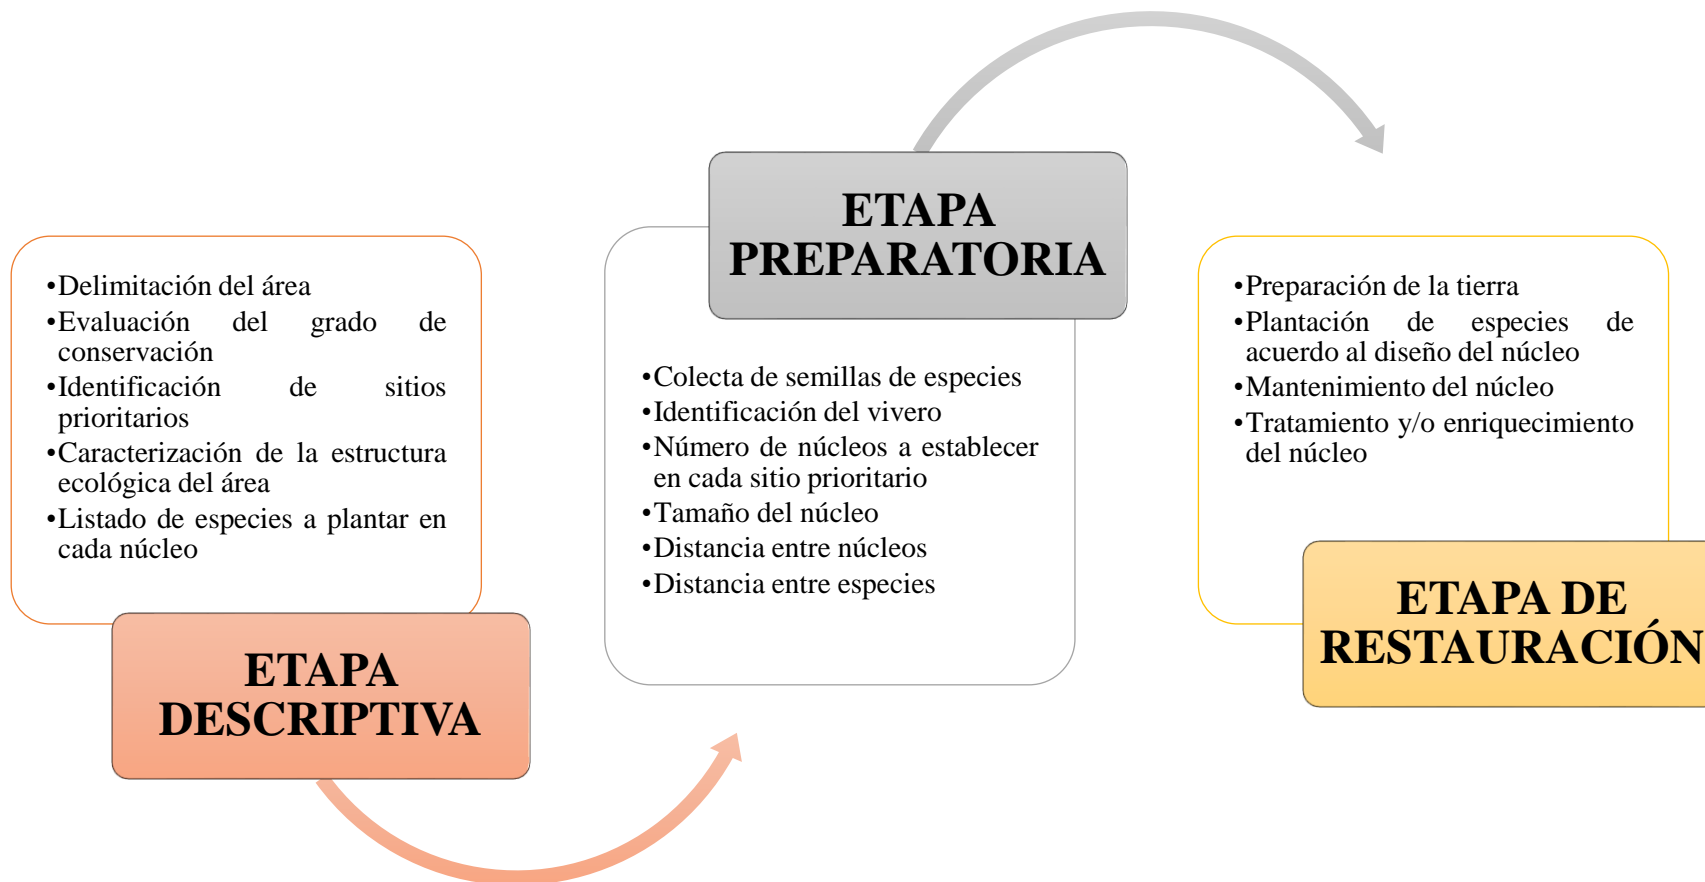 •Delimitación del área
•Evaluación del grado de
conservación
•Identificación de sitios
prioritarios
•Caracterización de la estructura
ecológica del área
•Listado de especies a plantar en
cada núcleo
ETAPA
DESCRIPTIVA
ETAPA
PREPARATORIA
•Colecta de semillas de especies
•Identificación del vivero
•Número de núcleos a establecer
en cada sitio prioritario
•Tamaño del núcleo
•Distancia entre núcleos
•Distancia entre especies
•Preparación de la tierra
•Plantación de especies de
acuerdo al diseño del núcleo
•Mantenimiento del núcleo
•Tratamiento y/o enriquecimiento
del núcleo
ETAPA DE
RESTAURACIÓN